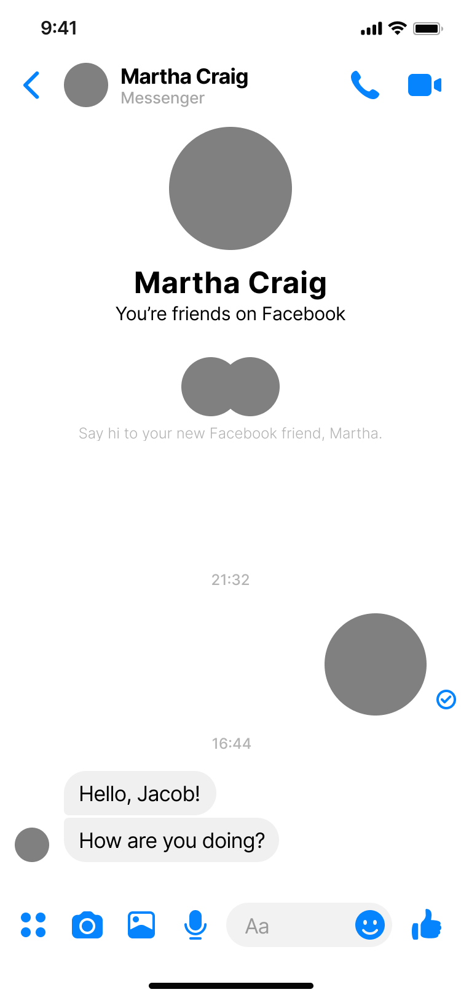 9:41
Martha Craig
Messenger
Martha Craig
You’re friends on Facebook
Say hi to your new Facebook friend, Martha.
21:32
16:44
Hello, Jacob!
How are you doing?
Aa